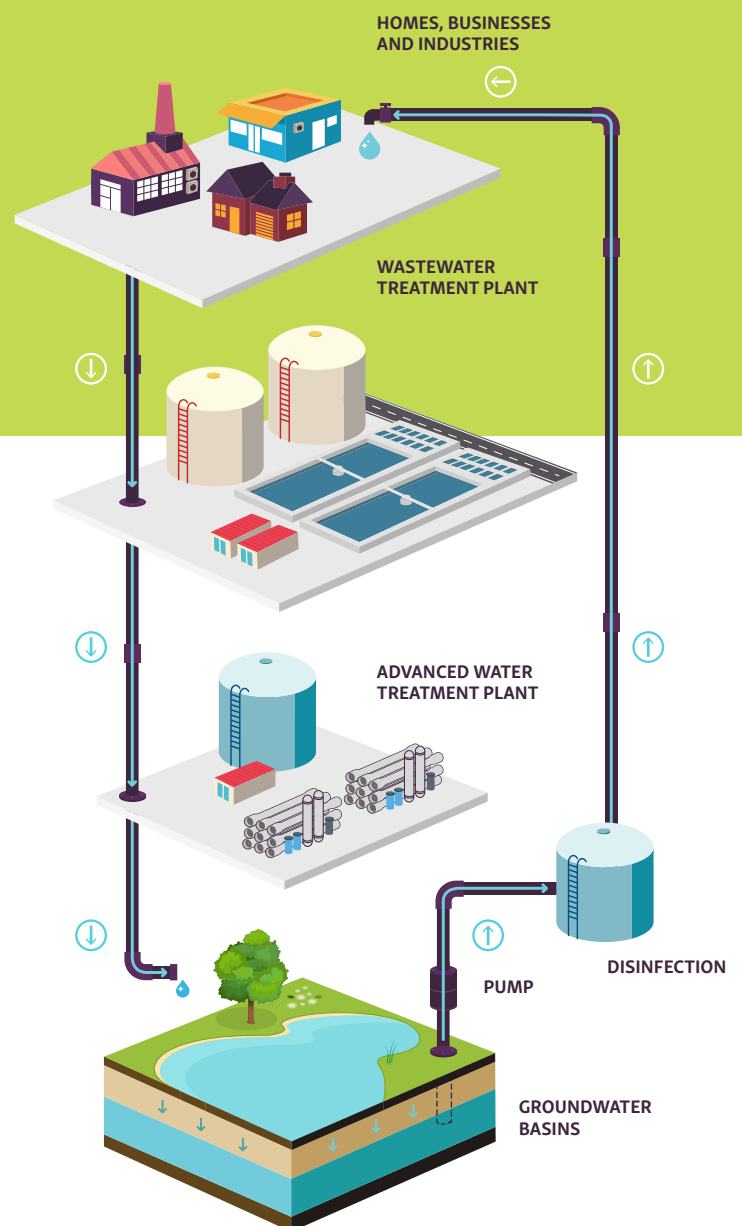 HOMES, BUSINESSES
AND INDUSTRIES
WASTEWATER
TREATMENT PLANT
ADVANCED WATER
TREATMENT PLANT
DISINFECTION
PUMP
GROUNDWATER
BASINS